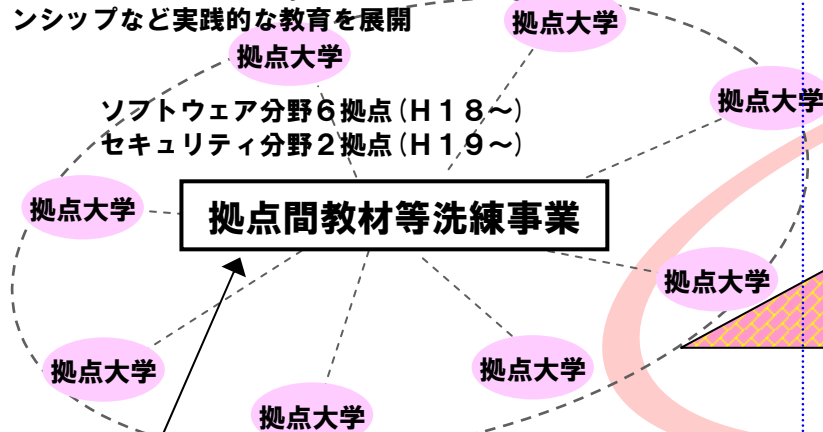 ンシップなど実践的な教育を展開
拠点大学
拠点大学
拠点大学
ソフトウェア分野６拠点（Ｈ１８～）
セキュリティ分野２拠点（Ｈ１９～）
拠点大学
拠点間教材等洗練事業
拠点大学
拠点大学
拠点大学
拠点大学